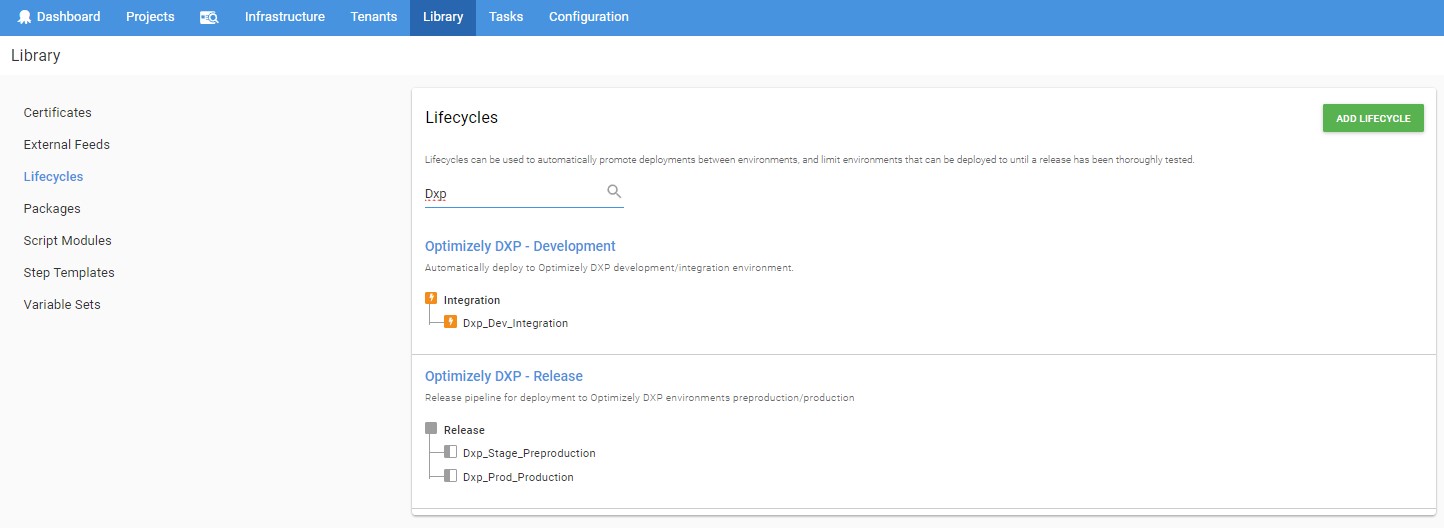 Dashboard Projects Infrastructure Tenants Library Tasks Configuration
Library
Certificates
External Feeds
Lifecycles
Packages
Script Modules
Step Templates
Variable Sets
Lifecycles
ADD LIFECYCLE
Lifecycles can be used to automatically promote deployments between environments, and limit environments that can be deployed to until a release has been thoroughly tested.
Dxp
Optimizely DXP - Development
Automatically deploy to Optimizely DXP development/integration environment.
Integration
Dxp_Dev_Integration
Optimizely DXP - Release
Release pipeline for deployment to Optimizely DXP environments preproduction/production
Release
Dxp_Stage_Preproduction
Dxp_Prod_Production